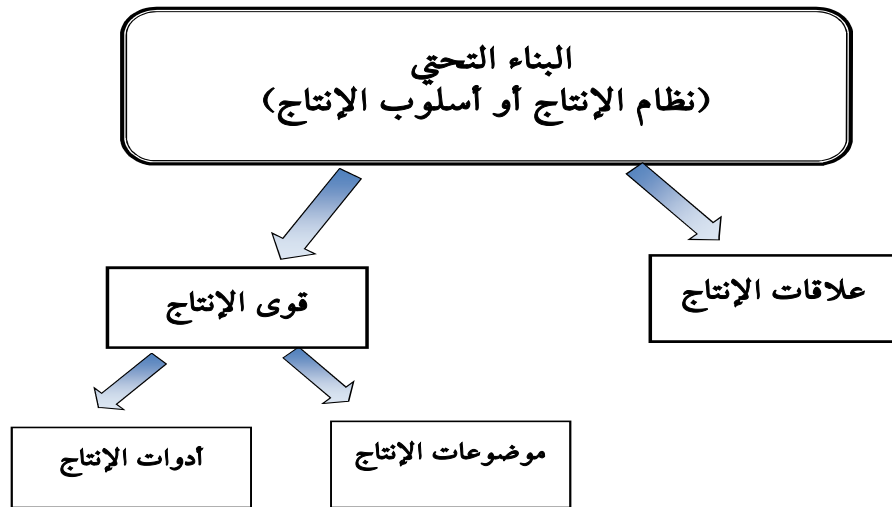 البناء التحتي
(نظام الإنتاج أو أسلوب الإنتاج)
علاقات الإنتاج
قوى الإنتاج
موضوعات الإنتاج
أدوات الإنتاج